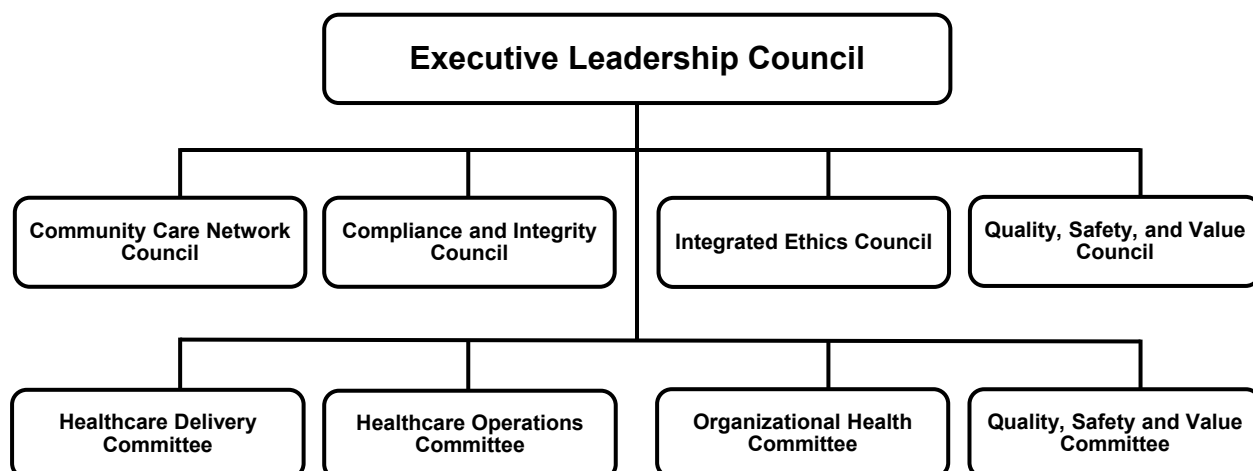 Executive Leadership Council
Community Care Network
Council
Compliance and Integrity
Council
Integrated Ethics Council
Quality, Safety, and Value
Council
Healthcare Delivery
Committee
Healthcare Operations
Committee
Organizational Health
Committee
Quality, Safety and Value
Committee